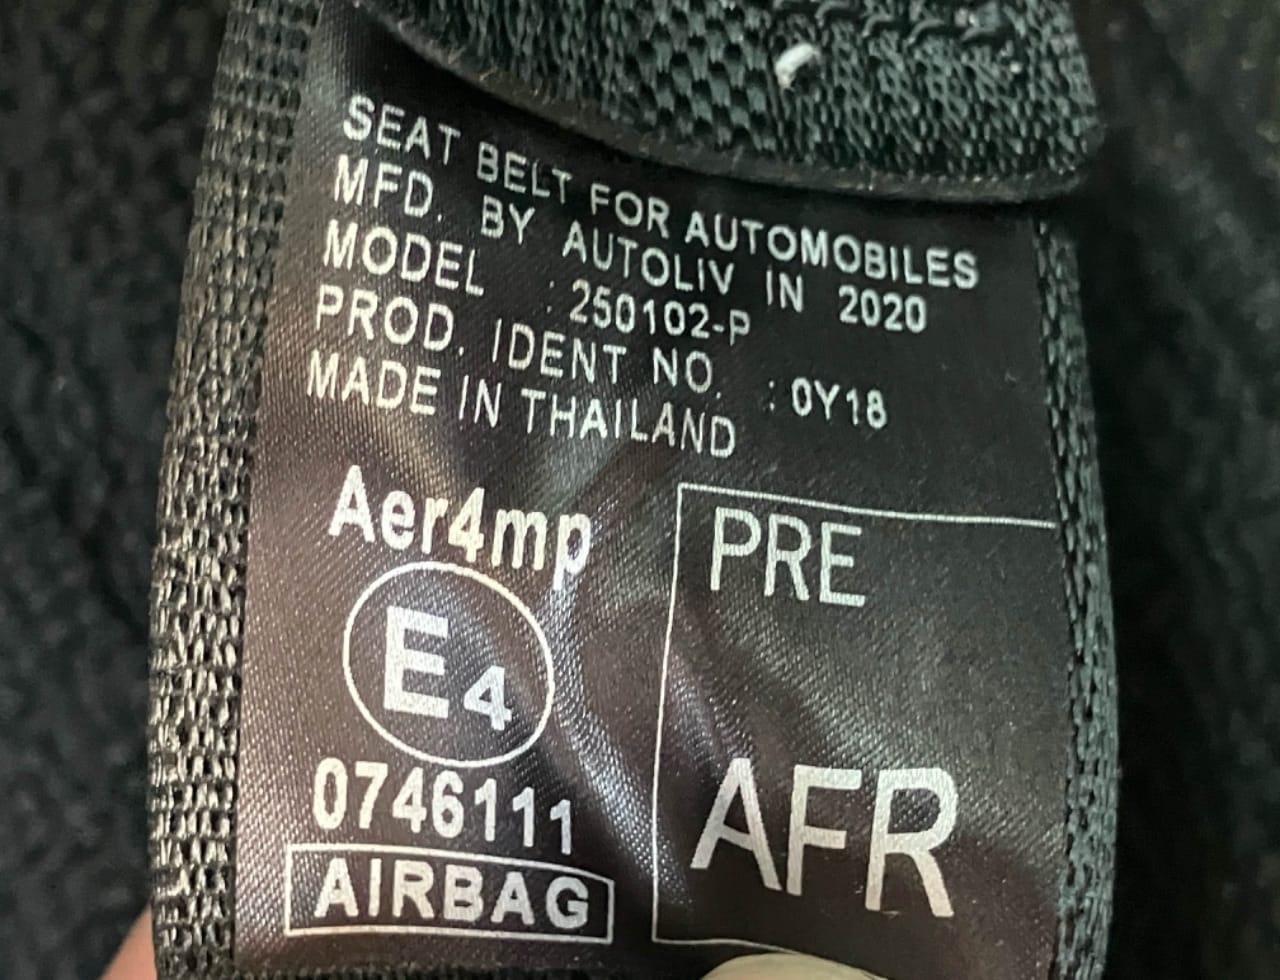 SEAT BELT FOR AUTOMOBILES
MFD. BY AUTOLIV IN 2020
MODEL : 250102-P
PROD. IDENT NO. : 0Y18
MADE IN THAILAND
Aer4mp
E4
0746111
AIRBAG
PRE
AFR